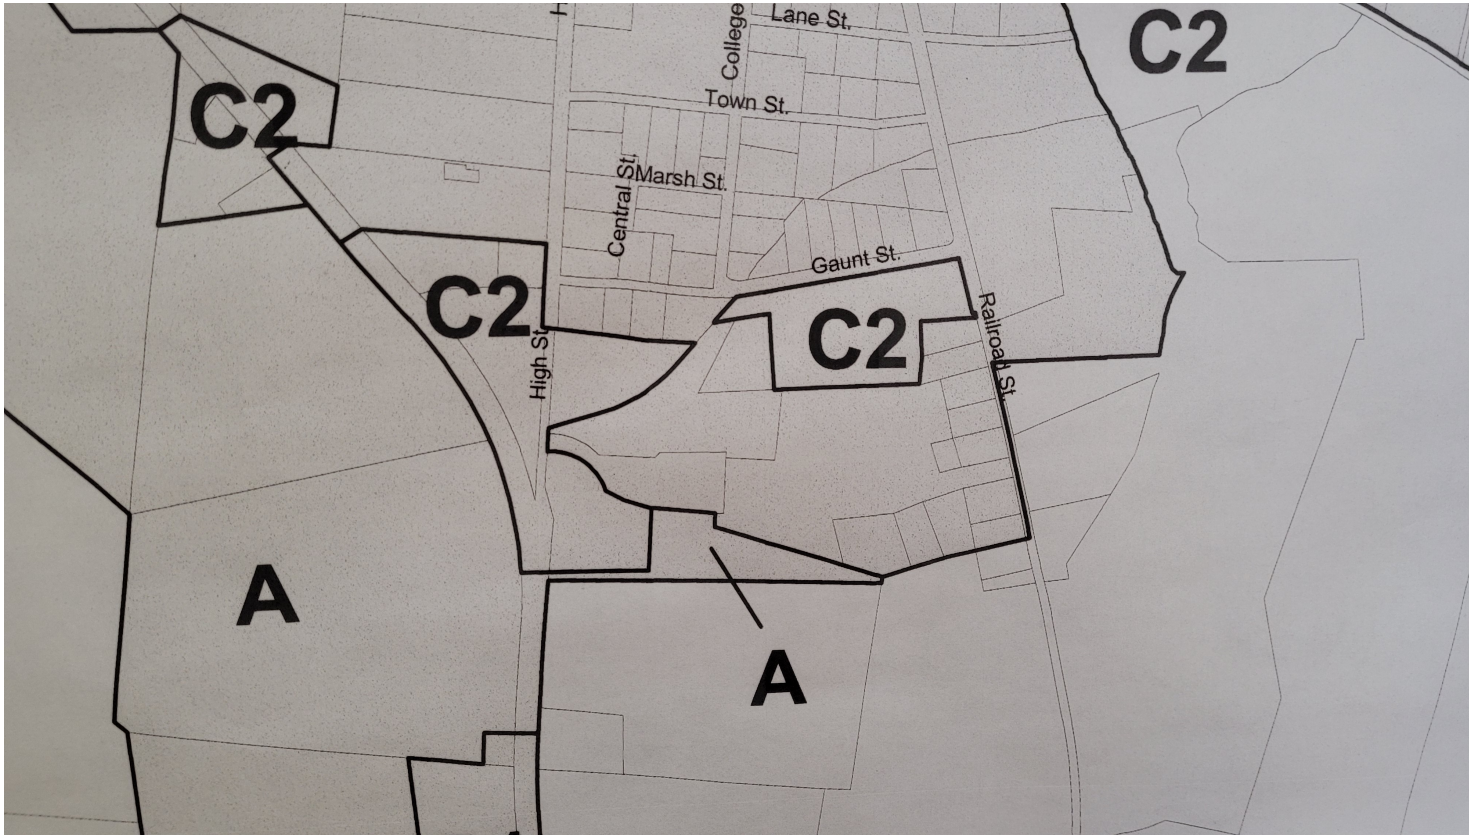 Lane St.
College
C2
C2
Town St.
Marsh St.
Central St.
Gaunt St.
C2
C2
Railroad St.
High St.
A
A